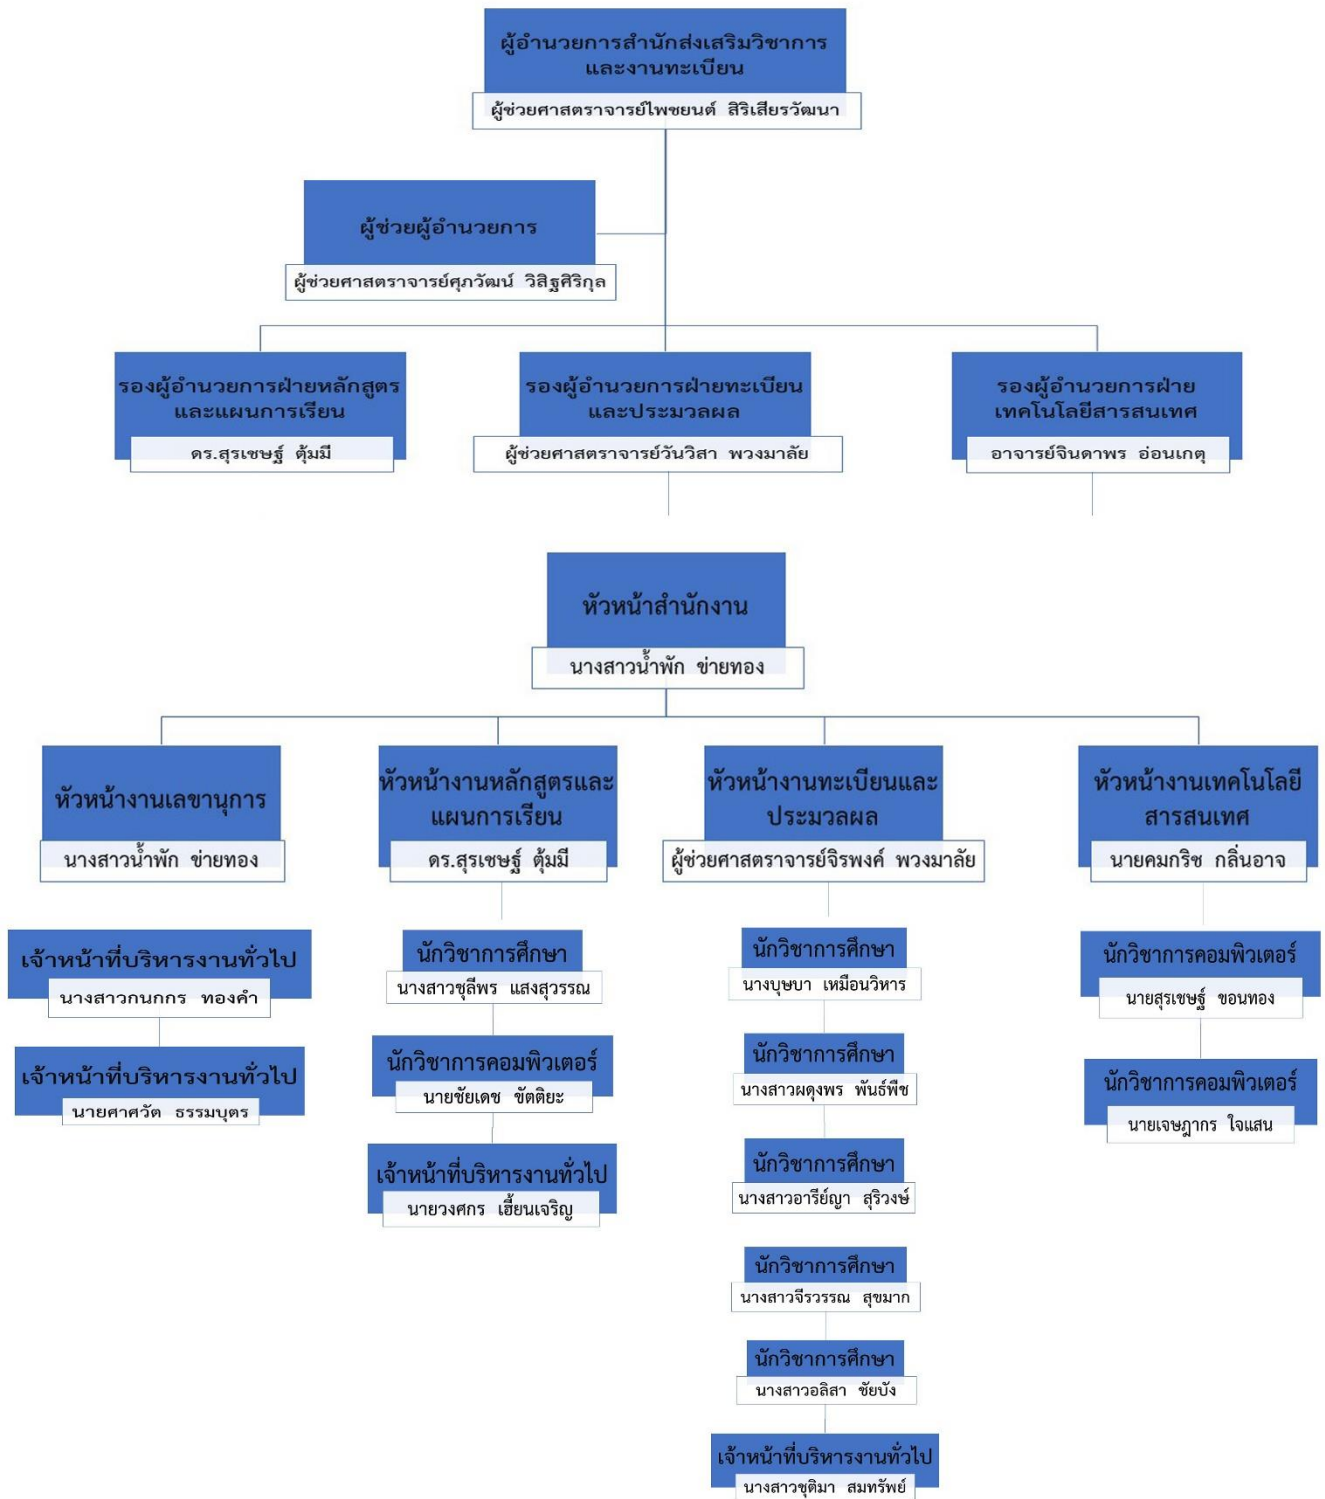 ผู้อำนวยการสำนักส่งเสริมวิชาการ
และงานทะเบียน
ผู้ช่วยศาสตราจารย์ไพชยนต์ สิริเสียรวัฒนา
ผู้ช่วยผู้อำนวยการ
ผู้ช่วยศาสตราจารย์ศุภวัฒน์ วิสิฐศิริกุล
รองผู้อำนวยการฝ่ายหลักสูตร
และแผนการเรียน
ดร.สุรเชษฐ์ ตุ้มมี
รองผู้อำนวยการฝ่ายทะเบียน
และประมวลผล
ผู้ช่วยศาสตราจารย์วันวิสา พวงมาลัย
รองผู้อำนวยการฝ่าย
เทคโนโลยีสารสนเทศ
อาจารย์จินดาพร อ่อนเกตุ
หัวหน้าสำนักงาน
นางสาวน้ำพัก ข่ายทอง
หัวหน้างานเลขานุการ
นางสาวน้ำพัก ข่ายทอง
หัวหน้างานหลักสูตรและ
แผนการเรียน
ดร.สุรเชษฐ์ ตุ้มมี
หัวหน้างานทะเบียนและ
ประมวลผล
ผู้ช่วยศาสตราจารย์จิรพงค์ พวงมาลัย
หัวหน้างานเทคโนโลยี
สารสนเทศ
นายคมกริช กลิ่นอาจ
เจ้าหน้าที่บริหารงานทั่วไป
นางสาวกนกกร ทองคำ
เจ้าหน้าที่บริหารงานทั่วไป
นายศาศวัต ธรรมบุตร
นักวิชาการศึกษา
นางสาวชุลีพร แสงสุวรรณ
นักวิชาการคอมพิวเตอร์
นายชัยเดช ขัตติยะ
เจ้าหน้าที่บริหารงานทั่วไป
นายวงศกร เฮี้ยนเจริญ
นักวิชาการศึกษา
นางบุษบา เหมือนวิหาร
นักวิชาการศึกษา
นางสาวผดุงพร พันธ์พืช
นักวิชาการศึกษา
นางสาวอารีย์ญา สุริวงษ์
นักวิชาการศึกษา
นางสาวจีรวรรณ สุขมาก
นักวิชาการศึกษา
นางสาวอลิสา ชัยบัง
เจ้าหน้าที่บริหารงานทั่วไป
นางสาวชุติมา สมทรัพย์
นักวิชาการคอมพิวเตอร์
นายสุรเชษฐ์ ขอนทอง
นักวิชาการคอมพิวเตอร์
นายเจษฎากร ใจแสน